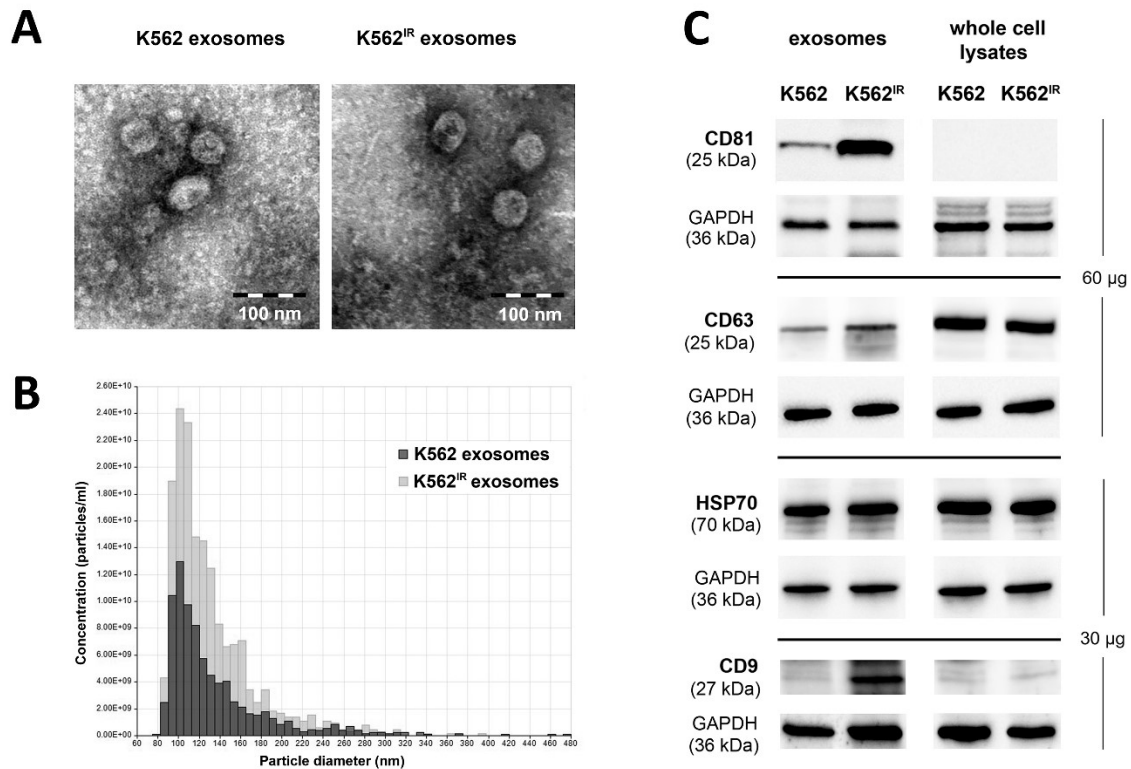 A
K562 exosomes
K562ᴵᴿ exosomes
100 nm
100 nm
B
2.60E+10
2.40E+10
2.20E+10
2.00E+10
1.80E+10
1.60E+10
1.40E+10
1.20E+10
1.00E+10
8.00E+09
6.00E+09
4.00E+09
2.00E+09
0.00E+00
Concentration (particles/ml)
K562 exosomes
K562ᴵᴿ exosomes
60 80 100 120 140 160 180 200 220 240 260 280 300 320 340 360 380 400 420 440 460 480
Particle diameter (nm)
C
exosomes
whole cell
lysates
K562 K562ᴵᴿ K562 K562ᴵᴿ
CD81
(25 kDa)
GAPDH
(36 kDa)
60 µg
CD63
(25 kDa)
GAPDH
(36 kDa)
HSP70
(70 kDa)
GAPDH
(36 kDa)
30 µg
CD9
(27 kDa)
GAPDH
(36 kDa)